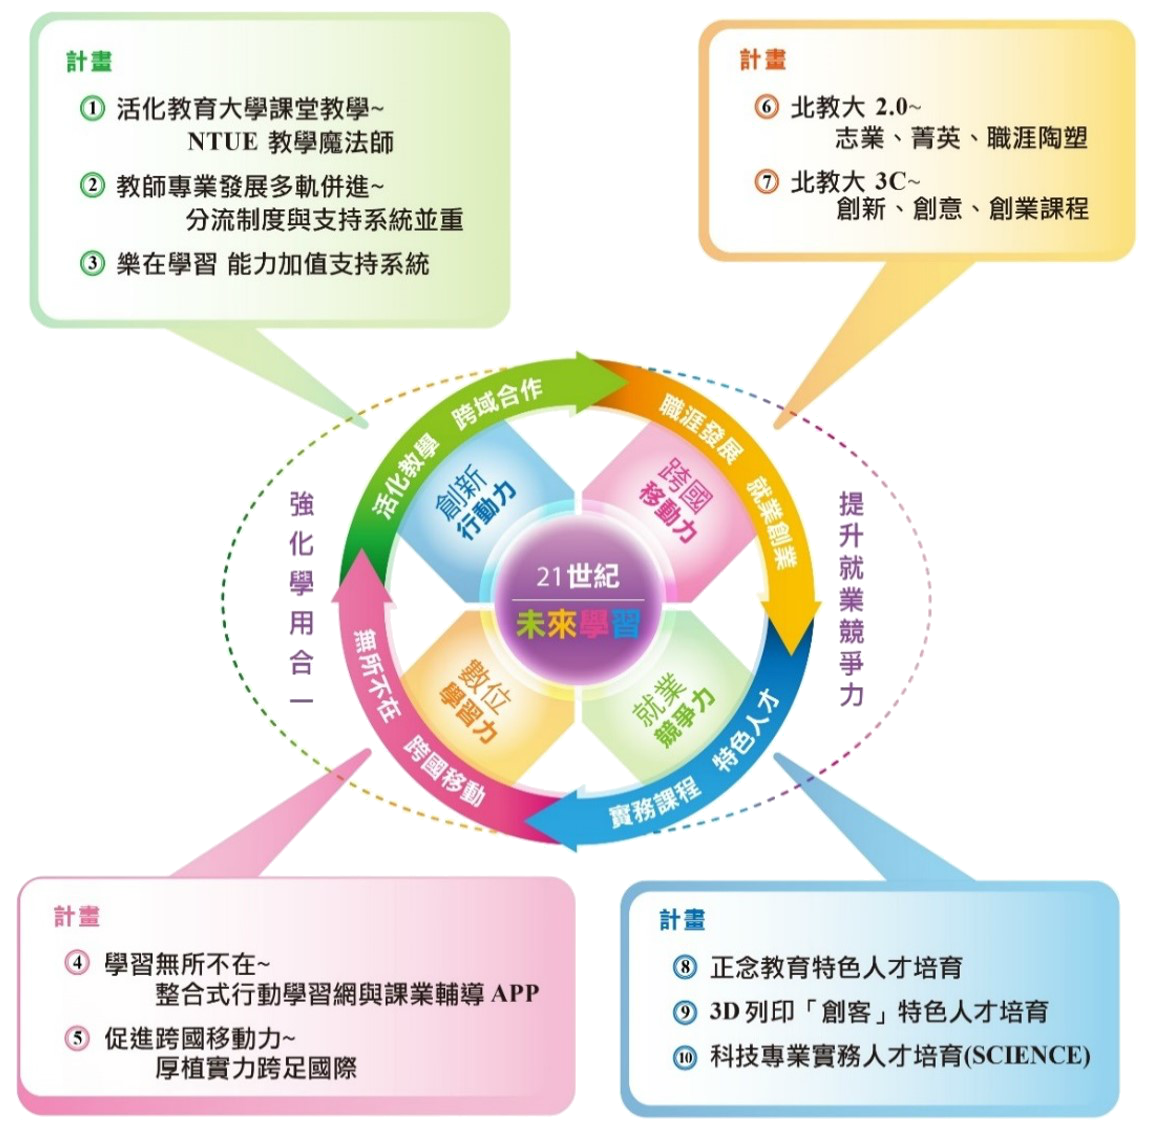 計畫
① 活化教育大學課堂教學~
NTUE 教學魔法師
② 教師專業發展多軌併進~
分流制度與支持系統並重
③ 樂在學習 能力加值支持系統
計畫
⑥ 北教大 2.0~
志業、菁英、職涯陶塑
⑦ 北教大 3C~
創新、創意、創業課程
活化教學 跨域合作
職涯發展 就業創業
創新
行動力
跨國
移動力
強化學用合一
21世紀
未來學習
提升就業競爭力
數位
學習力
就業
競爭力
無所不在 跨國移動
實務課程 特色人才
計畫
④ 學習無所不在~
整合式行動學習網與課業輔導 APP
⑤ 促進跨國移動力~
厚植實力跨足國際
計畫
⑧ 正念教育特色人才培育
⑨ 3D 列印「創客」特色人才培育
⑩ 科技專業實務人才培育(SCIENCE)